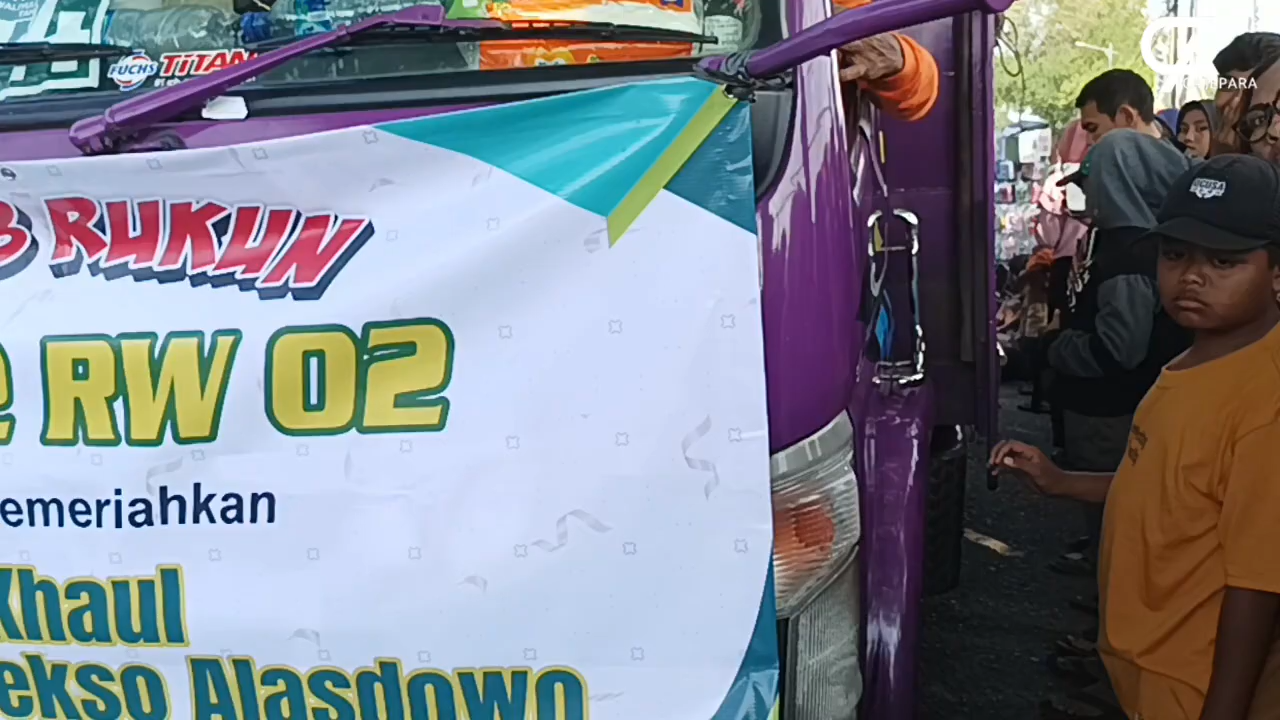 FUCHS TITAN
B RUKUN
e RW 02
emeriahkan
Khaul
ekso Alasdowo